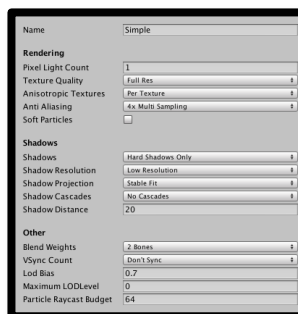 Name Simple
Rendering
Pixel Light Count 1
Texture Quality Full Res
Anisotropic Textures Per Texture
Anti Aliasing 4x Multi Sampling
Soft Particles
Shadows
Shadows Hard Shadows Only
Shadow Resolution Low Resolution
Shadow Projection Stable Fit
Shadow Cascades No Cascades
Shadow Distance 20
Other
Blend Weights 2 Bones
VSync Count Don't Sync
Lod Bias 0.7
Maximum LODLevel 0
Particle Raycast Budget 64